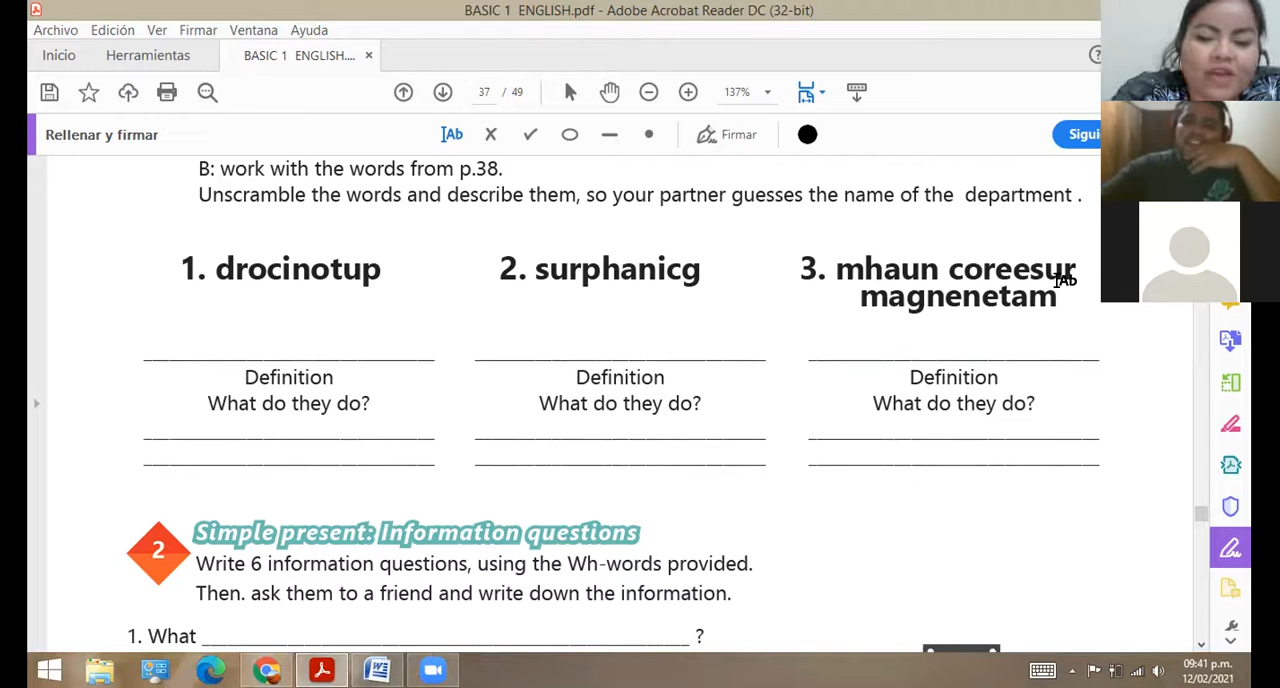 BASIC 1 ENGLISH.pdf - Adobe Acrobat Reader DC (32-bit)
Archivo Edición Ver Firmar Ventana Ayuda
Inicio Herramientas BASIC 1 ENGLISH.... ×
37 / 49 137%
Rellenar y firmar Ab Firmar Sigui
B: work with the words from p.38.
Unscramble the words and describe them, so your partner guesses the name of the department .
1. drocinotup 2. surphanicg 3. mhaun coreesur
magnenetam
Ab
Definition Definition Definition
What do they do? What do they do? What do they do?
2 Simple present: Information questions
Write 6 information questions, using the Wh-words provided.
Then. ask them to a friend and write down the information.
1. What ?
09:41 p.m.
12/02/2021